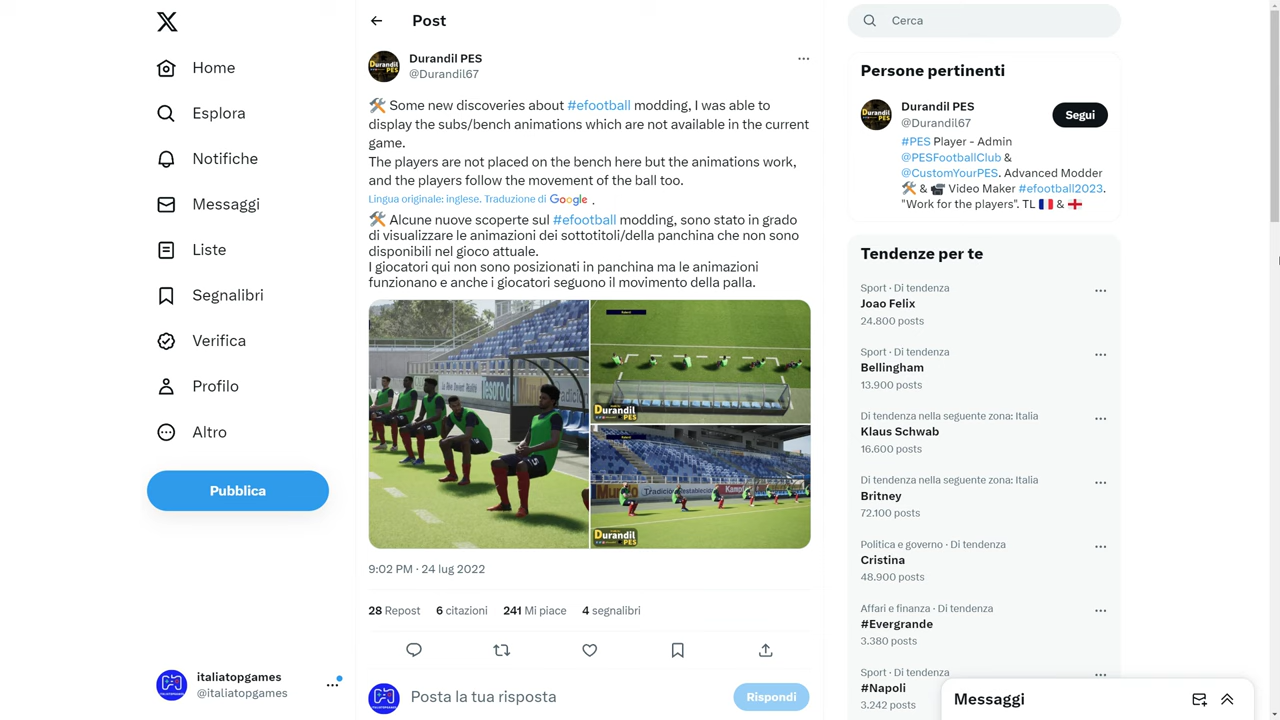 Home
Esplora
Notifiche
Messaggi
Liste
Segnalibri
Verifica
Profilo
Altro
Pubblica
italiatopgames
@italiatopgames
Post
Durandil PES
@Durandil67
🛠️ Some new discoveries about #efootball modding, I was able to
display the subs/bench animations which are not available in the current
game.
The players are not placed on the bench here but the animations work,
and the players follow the movement of the ball too.
Lingua originale: inglese. Traduzione di Google .
🛠️ Alcune nuove scoperte sul #efootball modding, sono stato in grado
di visualizzare le animazioni dei sottotitoli/della panchina che non sono
disponibili nel gioco attuale.
I giocatori qui non sono posizionati in panchina ma le animazioni
funzionano e anche i giocatori seguono il movimento della palla.
Tesoro
Durandil
PES
Tradición
Durandil
PES
9:02 PM · 24 lug 2022
28 Repost 6 citazioni 241 Mi piace 4 segnalibri
Posta la tua risposta
Rispondi
Cerca
Persone pertinenti
Durandil PES
@Durandil67
Segui
#PES Player - Admin
@PESFootballClub &
@CustomYourPES. Advanced Modder
🛠️ & 📹 Video Maker #efootball2023.
"Work for the players". TL 🇫🇷 & 🏴󠁧󠁢󠁥󠁮󠁧󠁿
Tendenze per te
Sport · Di tendenza
Joao Felix
24.800 posts
Sport · Di tendenza
Bellingham
13.900 posts
Di tendenza nella seguente zona: Italia
Klaus Schwab
16.600 posts
Di tendenza nella seguente zona: Italia
Britney
72.100 posts
Politica e governo · Di tendenza
Cristina
48.900 posts
Affari e finanza · Di tendenza
#Evergrande
3.380 posts
Sport · Di tendenza
#Napoli
3.242 posts
Messaggi